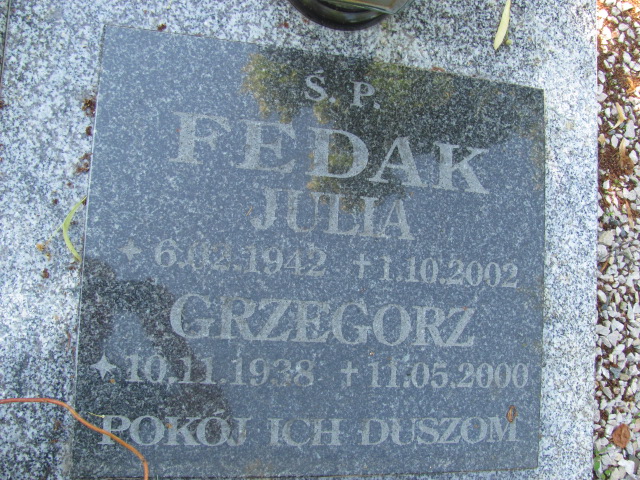 Ś. P.
FEDAK
JULIA
✦ 6.02.1942 ✝ 1.10.2002
GRZEGORZ
✦ 10.11.1938 ✝ 11.05.2000
POKÓJ ICH DUSZOM